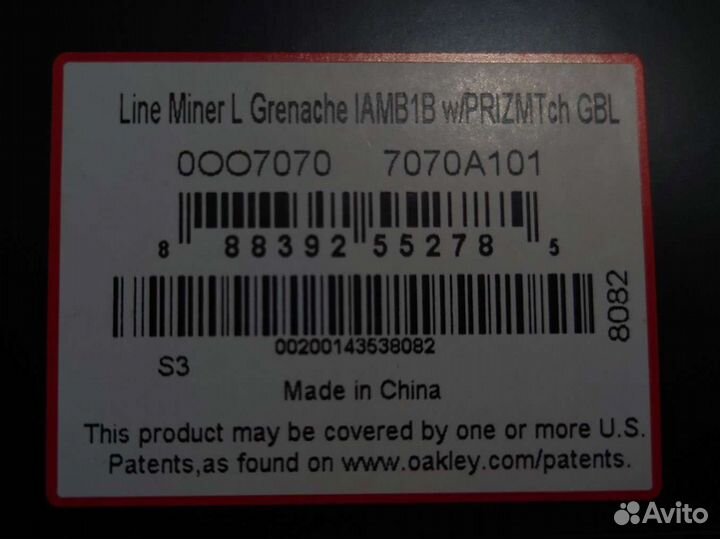 Line Miner L Grenache IAMB1B w/PRIZMTch GBL
0OO7070 7070A101
8 88392 55278 5
8082
00200143538082
S3
Made in China
This product may be covered by one or more U.S.
Patents,as found on www.oakley.com/patents.
Avito